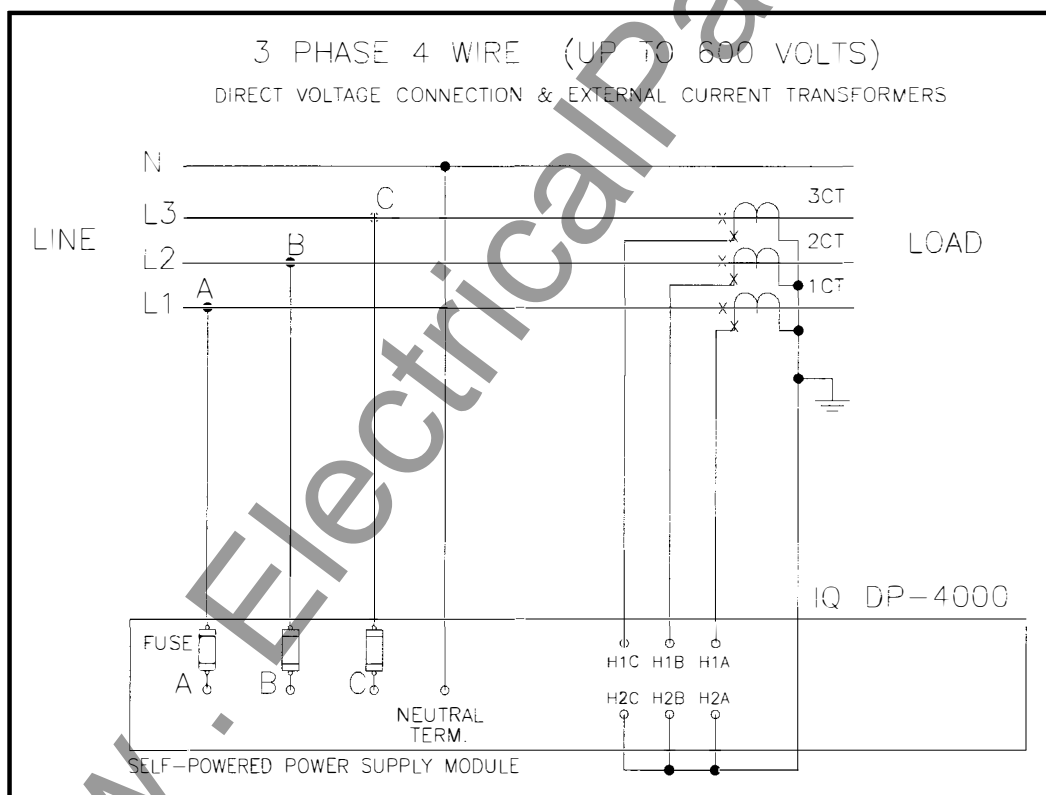 3 PHASE 4 WIRE (UP TO 600 VOLTS)
DIRECT VOLTAGE CONNECTION & EXTERNAL CURRENT TRANSFORMERS
N
L3
C
3CT
LINE
L2
B
2CT
LOAD
L1
A
1CT
IQ DP-4000
FUSE
H1C H1B H1A
A
B
C
H2C H2B H2A
NEUTRAL
TERM.
SELF-POWERED POWER SUPPLY MODULE
w . ElectricalPa